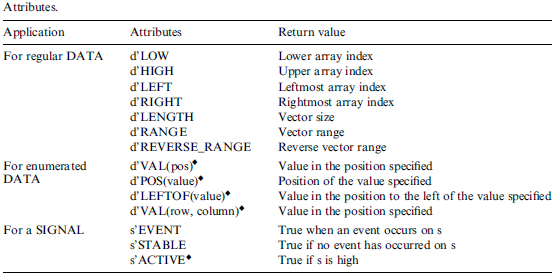 Attributes.
Application Attributes Return value
For regular DATA d’LOW Lower array index
d’HIGH Upper array index
d’LEFT Leftmost array index
d’RIGHT Rightmost array index
d’LENGTH Vector size
d’RANGE Vector range
d’REVERSE_RANGE Reverse vector range
For enumerated d’VAL(pos)♦ Value in the position specified
DATA d’POS(value)♦ Position of the value specified
d’LEFTOF(value)♦ Value in the position to the left of the value specified
d’VAL(row, column)♦ Value in the position specified
For a SIGNAL s’EVENT True when an event occurs on s
s’STABLE True if no event has occurred on s
s’ACTIVE♦ True if s is high